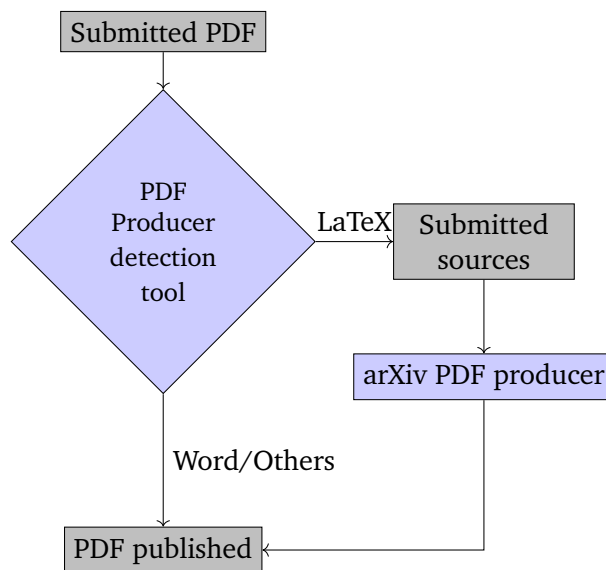 Submitted PDF
PDF
Producer
detection
tool
LaTeX
Submitted
sources
arXiv PDF producer
Word/Others
PDF published